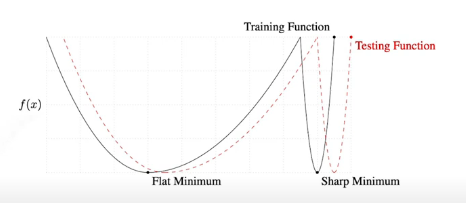 Training Function
Testing Function
f(x)
Flat Minimum
Sharp Minimum